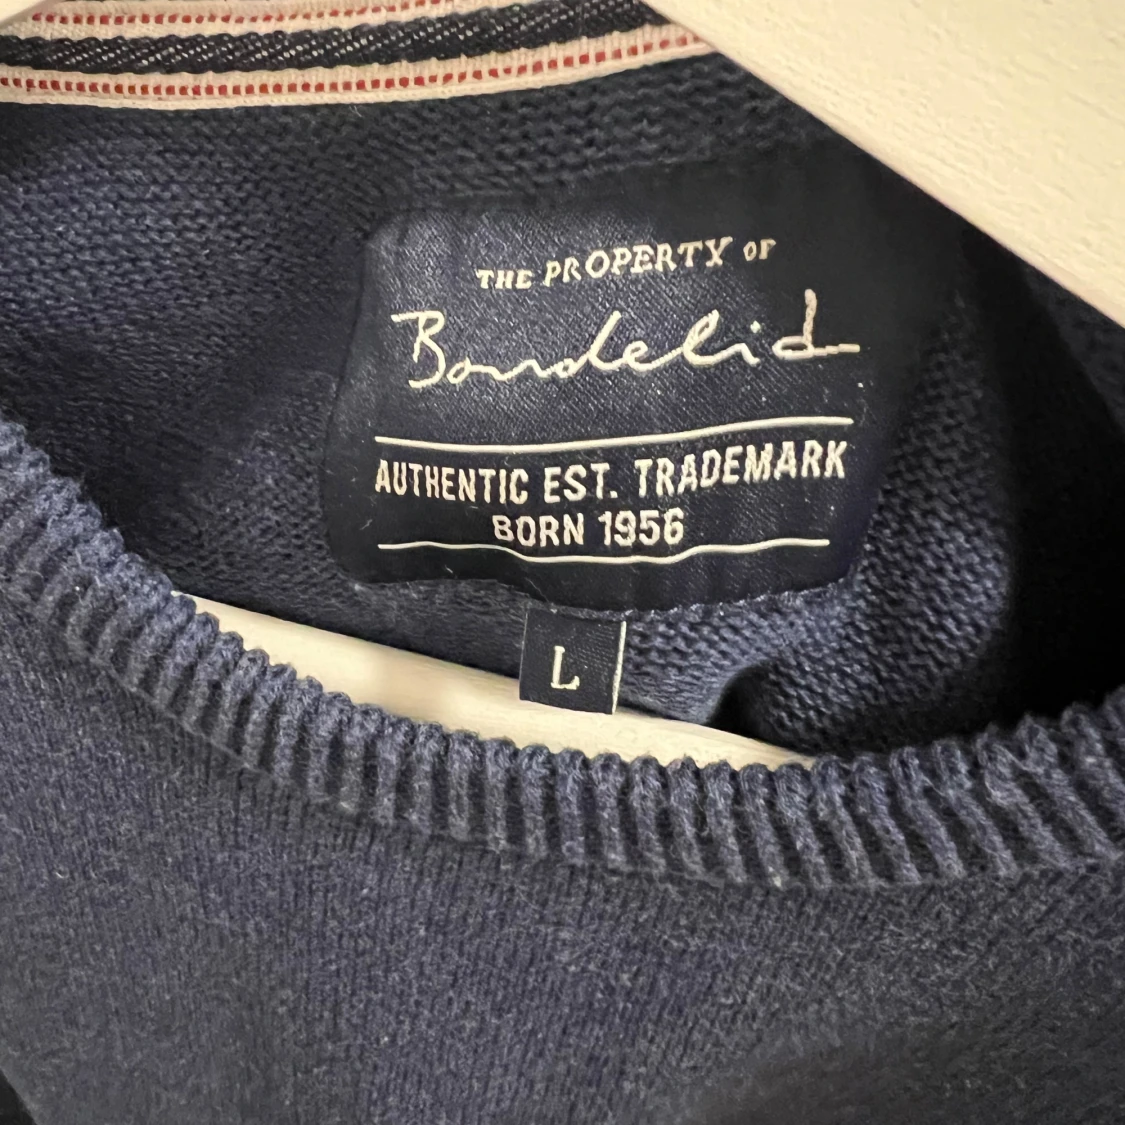 THE PROPERTY OF
Bondelid
AUTHENTIC EST. TRADEMARK
BORN 1956
L